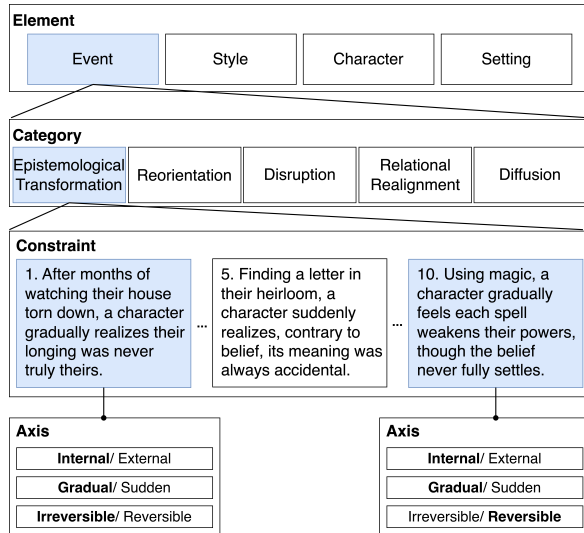 Element
Event
Style
Character
Setting
Category
Epistemological
Transformation
Reorientation
Disruption
Relational
Realignment
Diffusion
Constraint
1. After months of
watching their house
torn down, a character
gradually realizes their
longing was never
truly theirs.
...
5. Finding a letter in
their heirloom, a
character suddenly
realizes, contrary to
belief, its meaning was
always accidental.
...
10. Using magic, a
character gradually
feels each spell
weakens their powers,
though the belief
never fully settles.
Axis
Internal/ External
Gradual/ Sudden
Irreversible/ Reversible
Axis
Internal/ External
Gradual/ Sudden
Irreversible/ Reversible